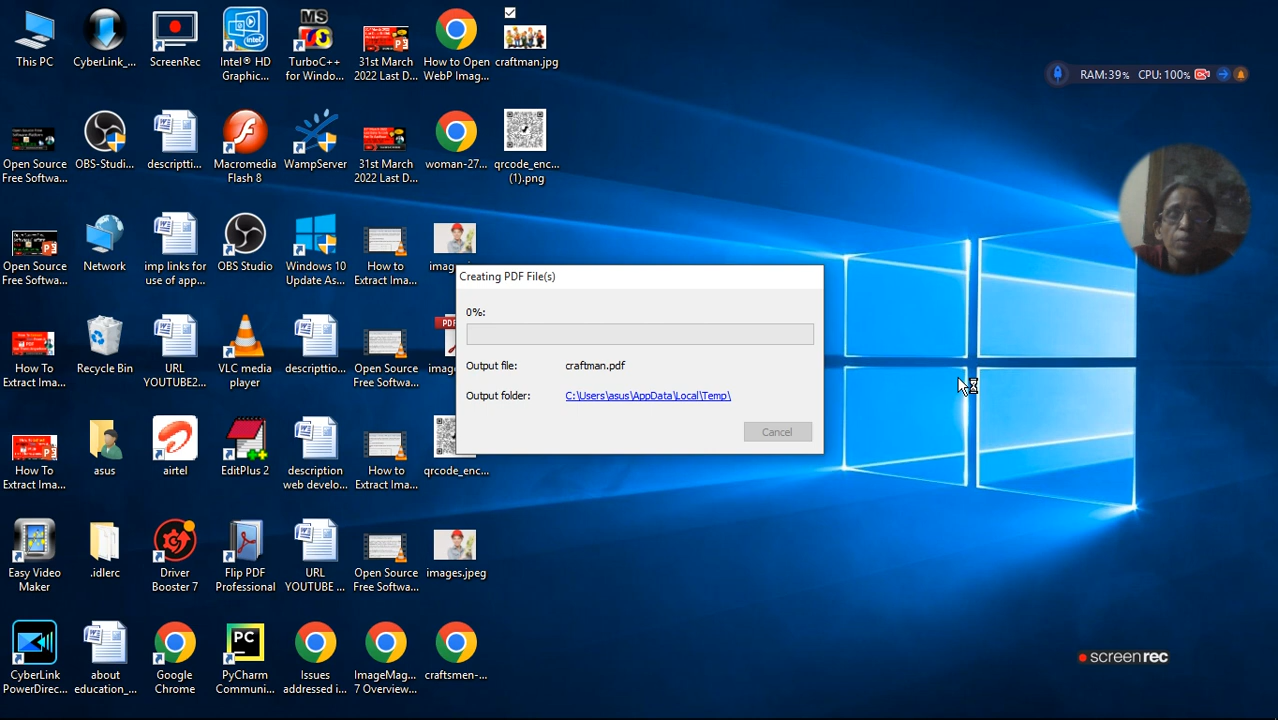 This PC
CyberLink_...
ScreenRec
Intel® HD
Graphic...
MS
TurboC++
for Windo...
31st March
2022 Last D...
How to Open
WebP Imag...
craftman.jpg
RAM:39%
CPU: 100%
Open Source
Free Softwa...
OBS-Studi...
descriptti...
Macromedia
Flash 8
WampServer
31st March
2022 Last D...
woman-27...
qrcode_enc...
(1).png
Open Source
Free Softwa...
Network
imp links for
use of app...
OBS Studio
Windows 10
Update As...
How to
Extract Ima...
imag
Creating PDF File(s)
0%:
Output file:
craftman.pdf
Output folder:
C:\Users\asus\AppData\Local\Temp\
Cancel
How To
Extract Ima...
Recycle Bin
URL
YOUTUBE2...
VLC media
player
descriptio...
Open Source
Free Softwa...
PDF
imag
How To
Extract Ima...
asus
airtel
EditPlus 2
description
web develo...
How to
Extract Ima...
qrcode_enc...
Easy Video
Maker
.idlerc
Driver
Booster 7
Flip PDF
Professional
URL
YOUTUBE ...
Open Source
Free Softwa...
images.jpeg
CyberLink
PowerDirec...
about
education_...
Google
Chrome
PC
PyCharm
Communi...
Issues
addressed i...
ImageMag...
7 Overview...
craftsmen-...
screenrec